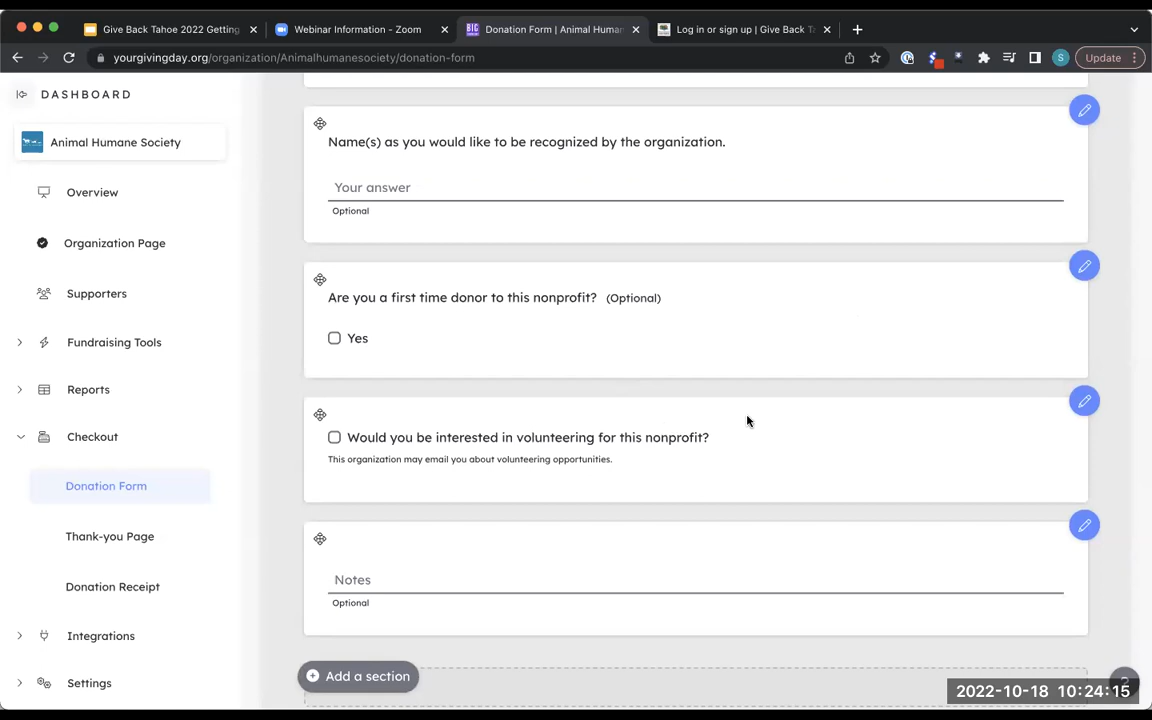 Give Back Tahoe 2022 Getting
Webinar Information - Zoom
Donation Form | Animal Humane
Log in or sign up | Give Back T
yourgivingday.org/organization/Animalhumanesociety/donation-form
S
Update
DASHBOARD
Animal Humane Society
Overview
Organization Page
Supporters
Fundraising Tools
Reports
Checkout
Donation Form
Thank-you Page
Donation Receipt
Integrations
Settings
Name(s) as you would like to be recognized by the organization.
Your answer
Optional
Are you a first time donor to this nonprofit? (Optional)
Yes
Would you be interested in volunteering for this nonprofit?
This organization may email you about volunteering opportunities.
Notes
Optional
Add a section
2022-10-18 10:24:15